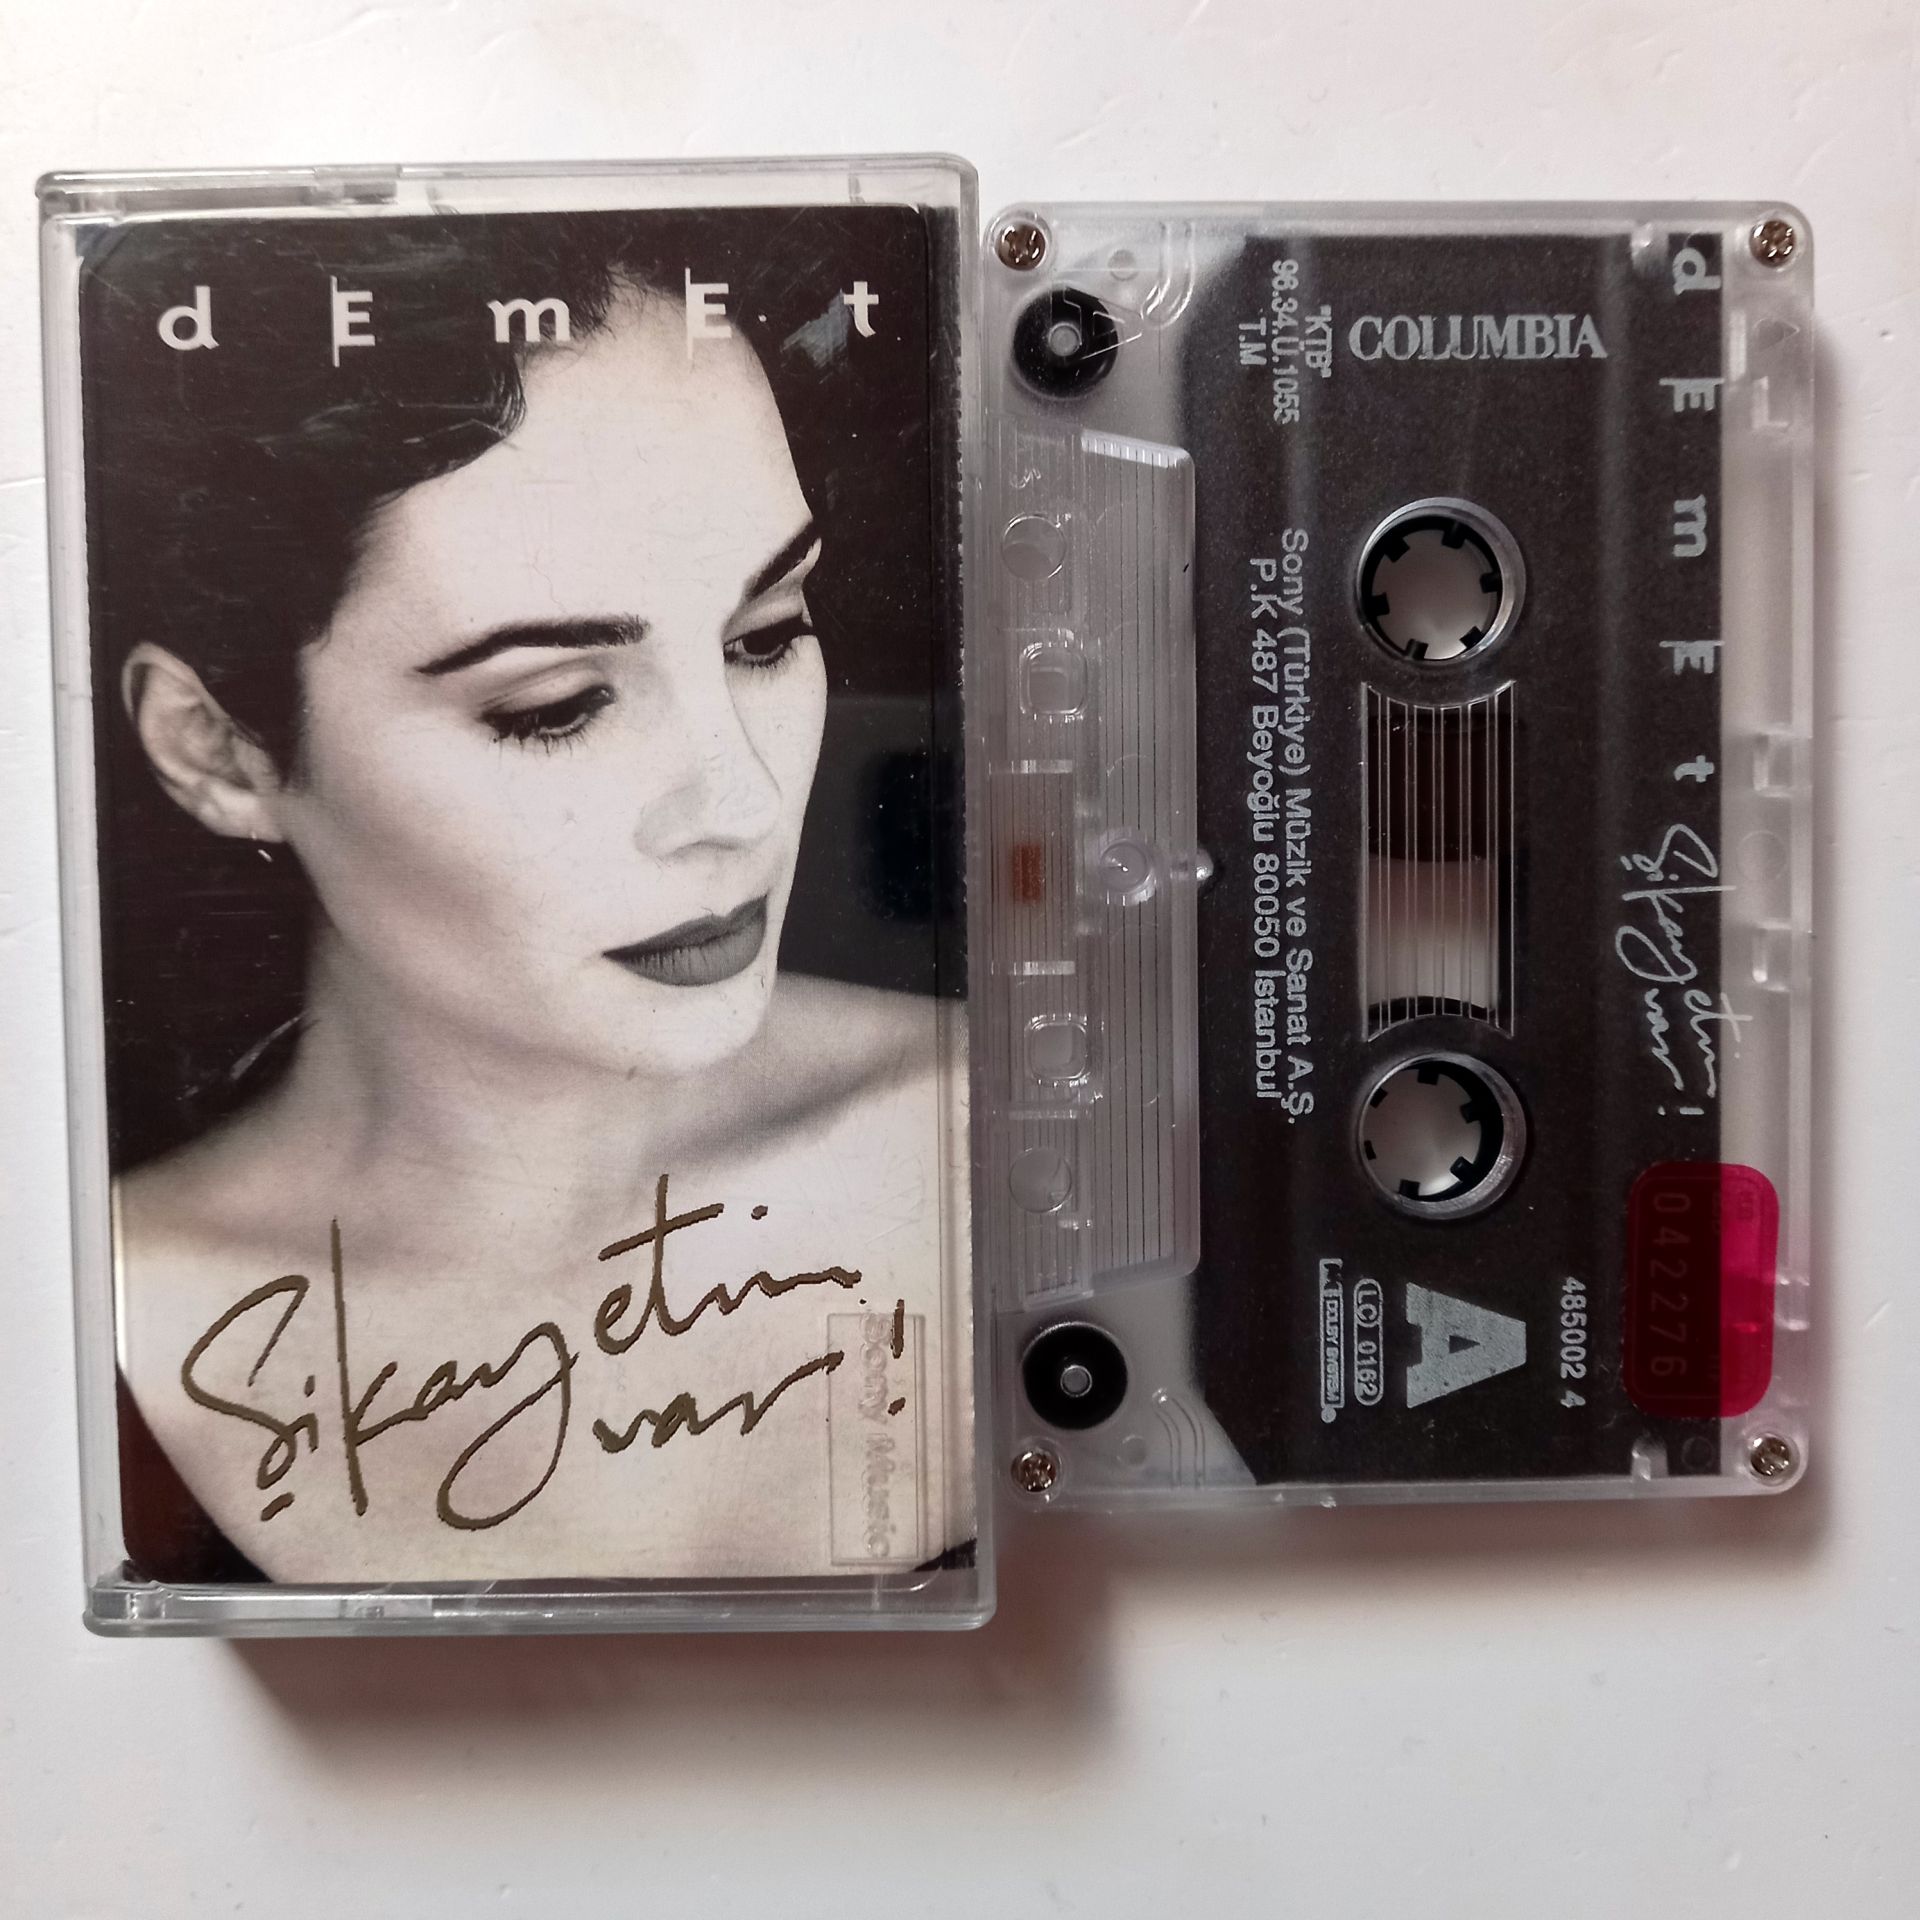 dEmEt
Şikayetim
var!
Sony Music
dEmEt Şikayetim
var!
COLUMBIA
"KTB"
96.34.U.1055
T.M
Sony (Türkiye) Müzik ve Sanat A.Ş.
P.K 487 Beyoğlu 80050 İstanbul
485002 4
A
LC 0162
DOLBY SYSTEM
042276